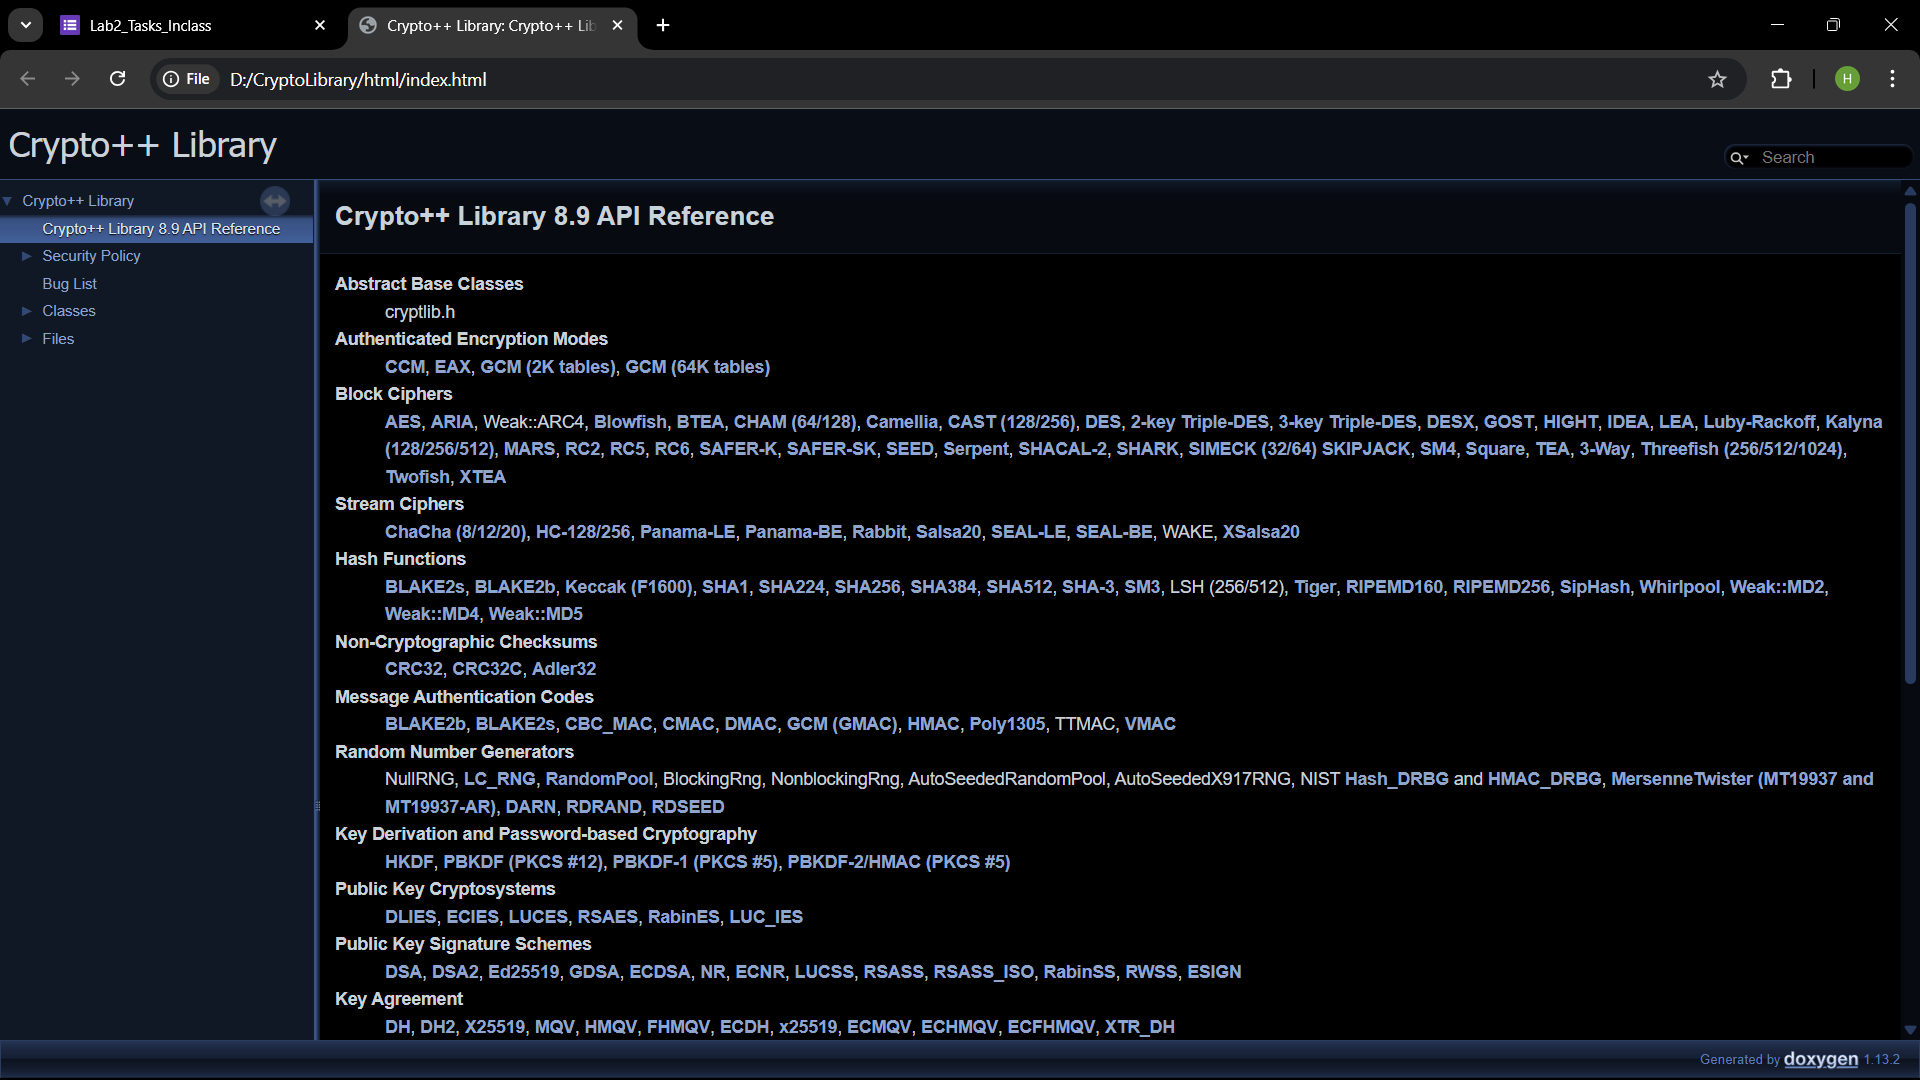 Lab2_Tasks_Inclass
Crypto++ Library: Crypto++ Lib
File D:/CryptoLibrary/html/index.html
H
Crypto++ Library
Search
Crypto++ Library
Crypto++ Library 8.9 API Reference
Security Policy
Bug List
Classes
Files
Crypto++ Library 8.9 API Reference
Abstract Base Classes
cryptlib.h
Authenticated Encryption Modes
CCM, EAX, GCM (2K tables), GCM (64K tables)
Block Ciphers
AES, ARIA, Weak::ARC4, Blowfish, BTEA, CHAM (64/128), Camellia, CAST (128/256), DES, 2-key Triple-DES, 3-key Triple-DES, DESX, GOST, HIGHT, IDEA, LEA, Luby-Rackoff, Kalyna
(128/256/512), MARS, RC2, RC5, RC6, SAFER-K, SAFER-SK, SEED, Serpent, SHACAL-2, SHARK, SIMECK (32/64) SKIPJACK, SM4, Square, TEA, 3-Way, Threefish (256/512/1024),
Twofish, XTEA
Stream Ciphers
ChaCha (8/12/20), HC-128/256, Panama-LE, Panama-BE, Rabbit, Salsa20, SEAL-LE, SEAL-BE, WAKE, XSalsa20
Hash Functions
BLAKE2s, BLAKE2b, Keccak (F1600), SHA1, SHA224, SHA256, SHA384, SHA512, SHA-3, SM3, LSH (256/512), Tiger, RIPEMD160, RIPEMD256, SipHash, Whirlpool, Weak::MD2,
Weak::MD4, Weak::MD5
Non-Cryptographic Checksums
CRC32, CRC32C, Adler32
Message Authentication Codes
BLAKE2b, BLAKE2s, CBC_MAC, CMAC, DMAC, GCM (GMAC), HMAC, Poly1305, TTMAC, VMAC
Random Number Generators
NullRNG, LC_RNG, RandomPool, BlockingRng, NonblockingRng, AutoSeededRandomPool, AutoSeededX917RNG, NIST Hash_DRBG and HMAC_DRBG, MersenneTwister (MT19937 and
MT19937-AR), DARN, RDRAND, RDSEED
Key Derivation and Password-based Cryptography
HKDF, PBKDF (PKCS #12), PBKDF-1 (PKCS #5), PBKDF-2/HMAC (PKCS #5)
Public Key Cryptosystems
DLIES, ECIES, LUCES, RSAES, RabinES, LUC_IES
Public Key Signature Schemes
DSA, DSA2, Ed25519, GDSA, ECDSA, NR, ECNR, LUCSS, RSASS, RSASS_ISO, RabinSS, RWSS, ESIGN
Key Agreement
DH, DH2, X25519, MQV, HMQV, FHMQV, ECDH, x25519, ECMQV, ECHMQV, ECFHMQV, XTR_DH
Generated by doxygen 1.13.2